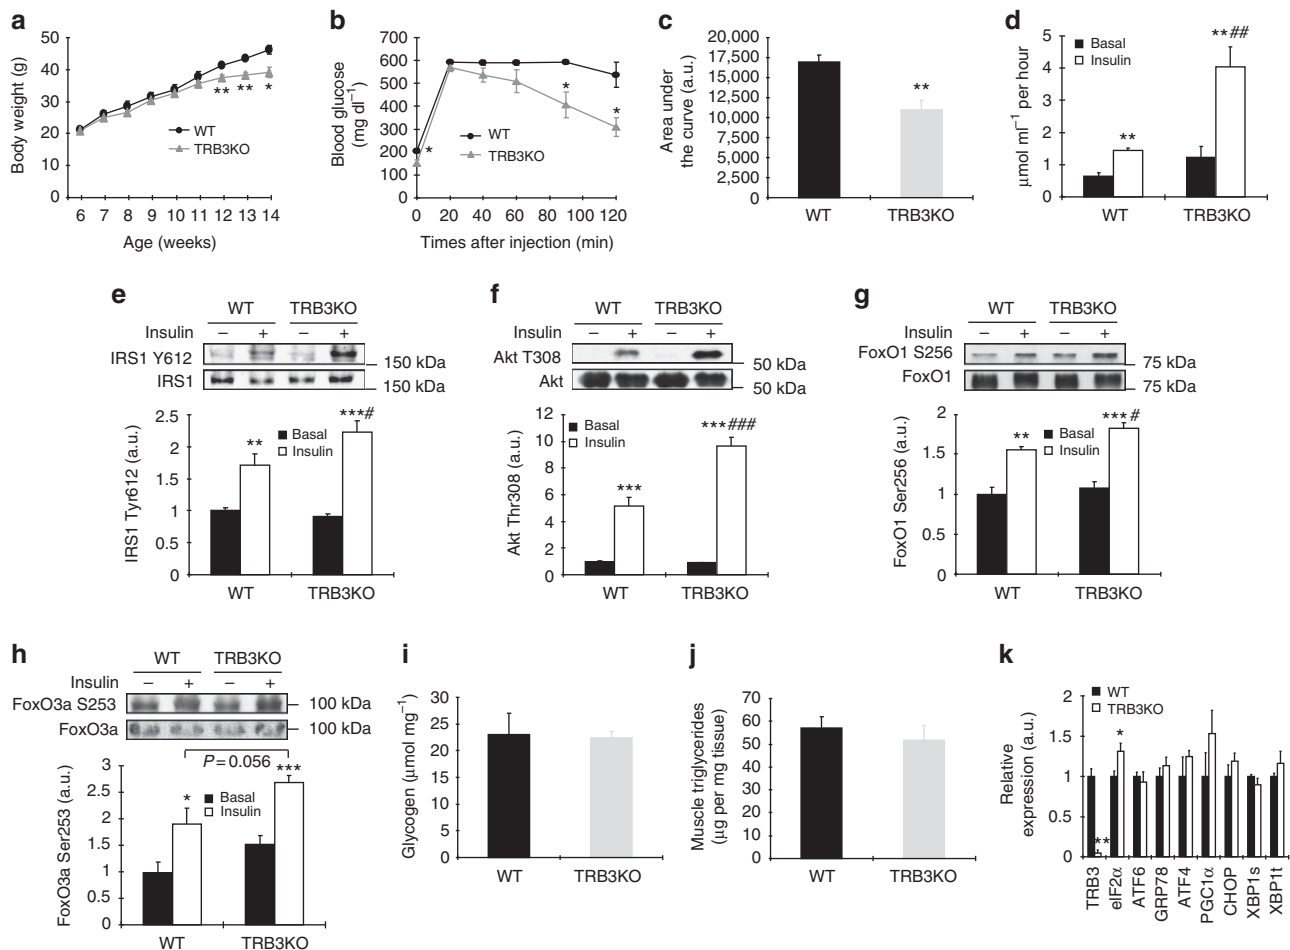 a
Body weight (g)
50
40
30
20
10
0
WT
TRB3KO
** ** *
6 7 8 9 10 11 12 13 14
Age (weeks)
b
Blood glucose
(mg dl⁻¹)
700
600
500
400
300
200
100
0
WT
TRB3KO
*
*
*
0 20 40 60 80 100 120
Times after injection (min)
c
Area under
the curve (a.u.)
20,000
17,500
15,000
12,500
10,000
7,500
5,000
2,500
0
**
WT TRB3KO
d
μmol ml⁻¹ per hour
5
4
3
2
1
0
Basal
Insulin
**
**##
WT TRB3KO
e
WT TRB3KO
Insulin − + − +
IRS1 Y612 150 kDa
IRS1 150 kDa
IRS1 Tyr612 (a.u.)
2.5
2
1.5
1
0.5
0
Basal
Insulin
**
***#
WT TRB3KO
f
WT TRB3KO
Insulin − + − +
Akt T308 50 kDa
Akt 50 kDa
Akt Thr308 (a.u.)
12
10
8
6
4
2
0
Basal
Insulin
***
***###
WT TRB3KO
g
WT TRB3KO
Insulin − + − +
FoxO1 S256 75 kDa
FoxO1 75 kDa
FoxO1 Ser256 (a.u.)
2
1.5
1
0.5
0
Basal
Insulin
**
***#
WT TRB3KO
h
WT TRB3KO
Insulin − + − +
FoxO3a S253 100 kDa
FoxO3a 100 kDa
P = 0.056
FoxO3a Ser253 (a.u.)
3
2.5
2
1.5
1
0.5
0
Basal
Insulin
*
***
WT TRB3KO
i
Glycogen (μmol mg⁻¹)
30
25
20
15
10
5
0
WT TRB3KO
j
Muscle triglycerides
(μg per mg tissue)
70
60
50
40
30
20
10
0
WT TRB3KO
k
Relative
expression (a.u.)
2
1.5
1
0.5
0
WT
TRB3KO
**
*
TRB3
eIF2α
ATF6
GRP78
ATF4
PGC1α
CHOP
XBP1s
XBP1t